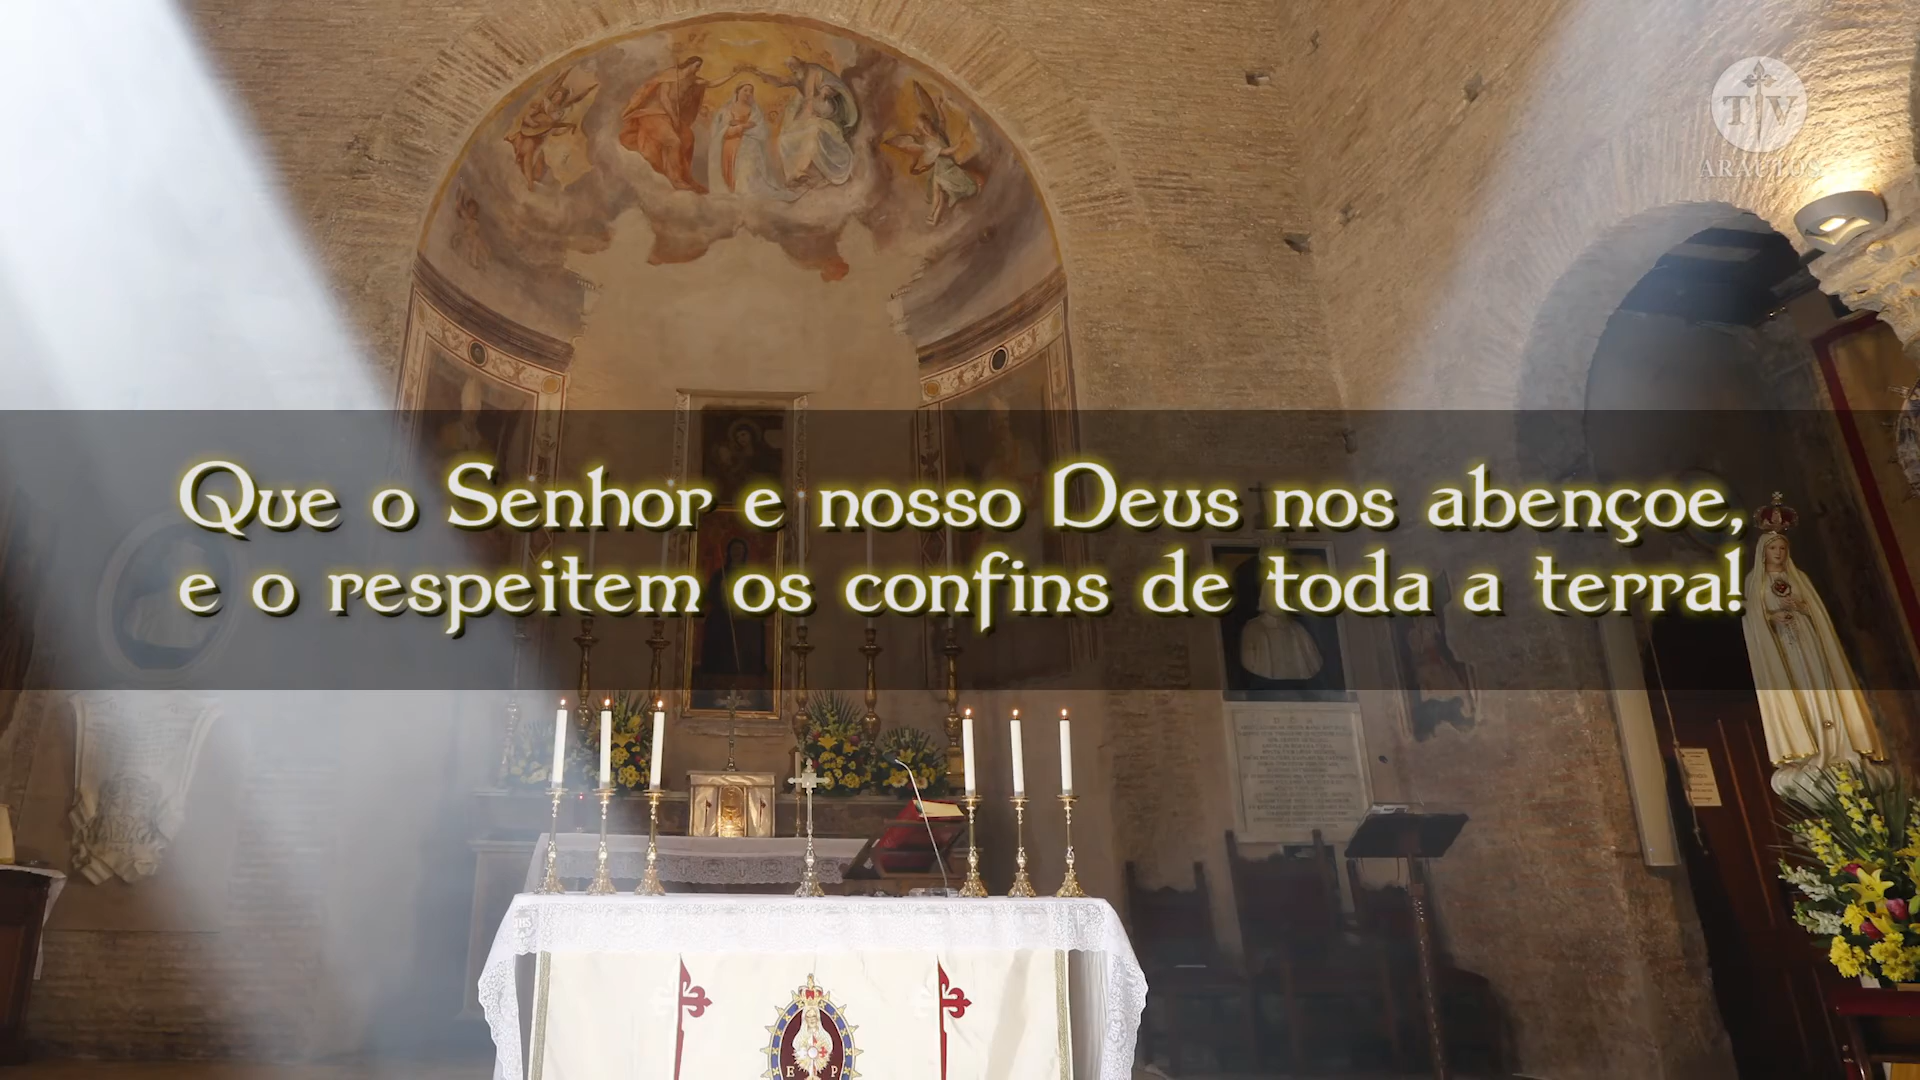 TV
ARAUTOS
Que o Senhor e nosso Deus nos abençoe,
e o respeitem os confins de toda a terra!
E P